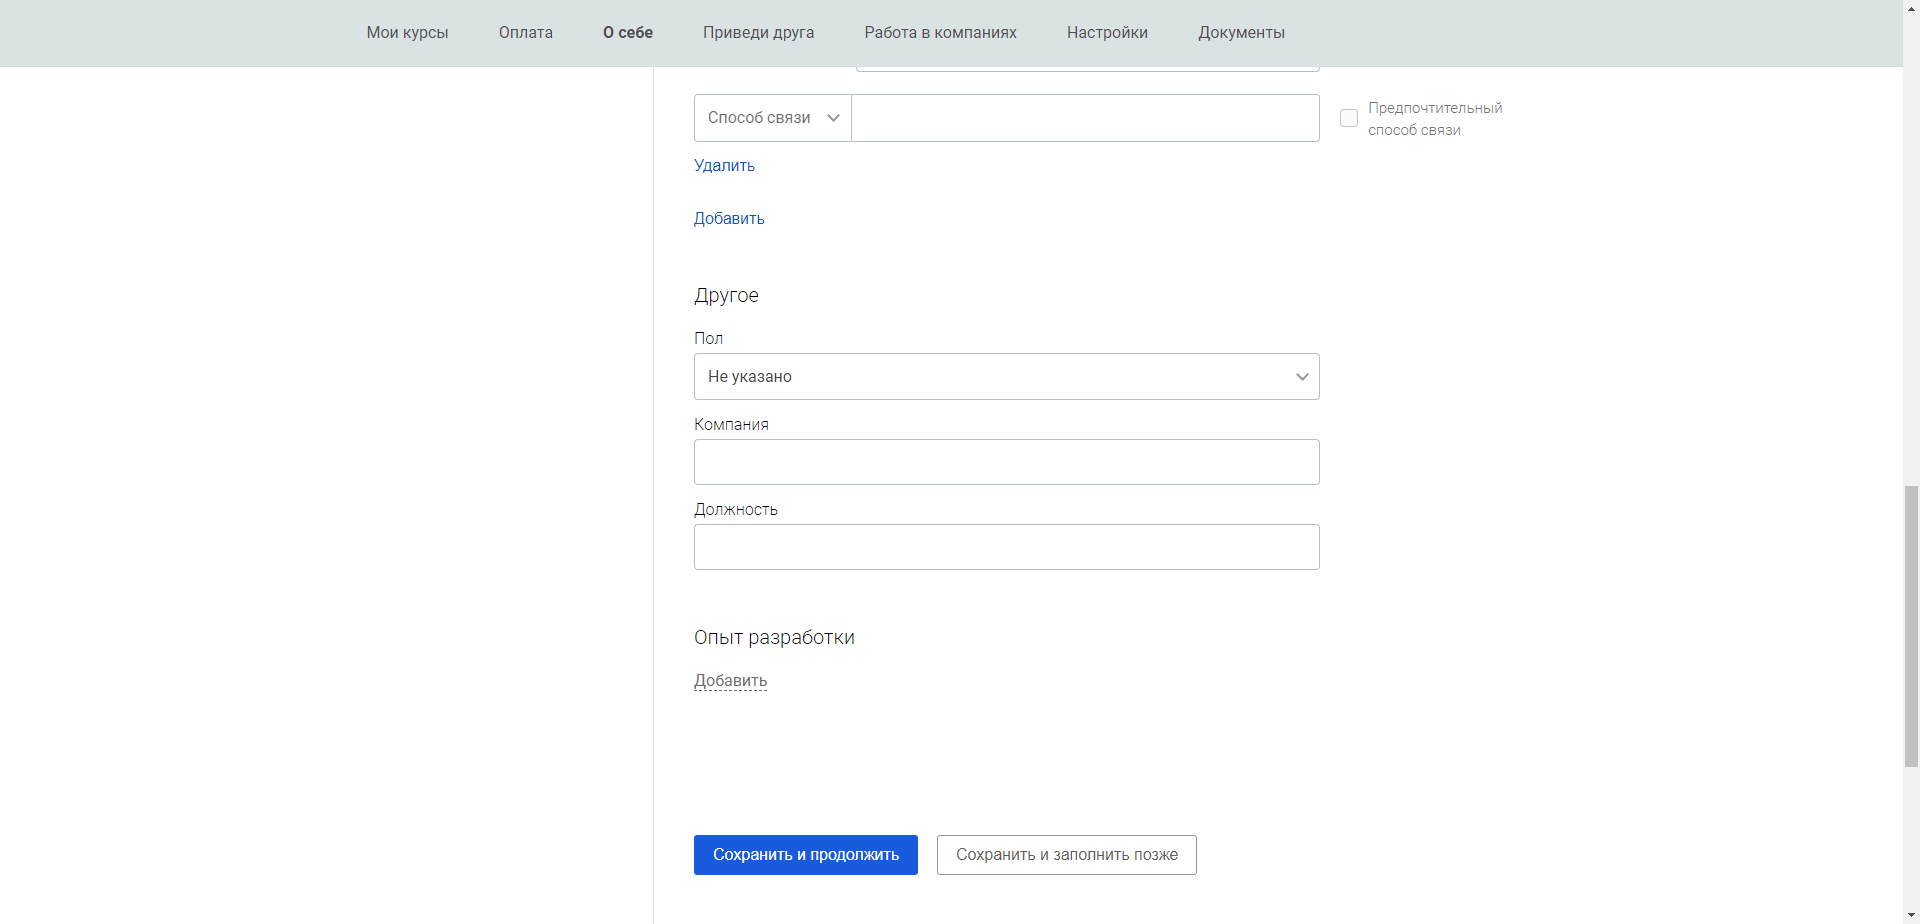 Мои курсы Оплата О себе Приведи друга Работа в компаниях Настройки Документы
Способ связи
Предпочтительный
способ связи
Удалить
Добавить
Другое
Пол
Не указано
Компания
Должность
Опыт разработки
Добавить
Сохранить и продолжить Сохранить и заполнить позже